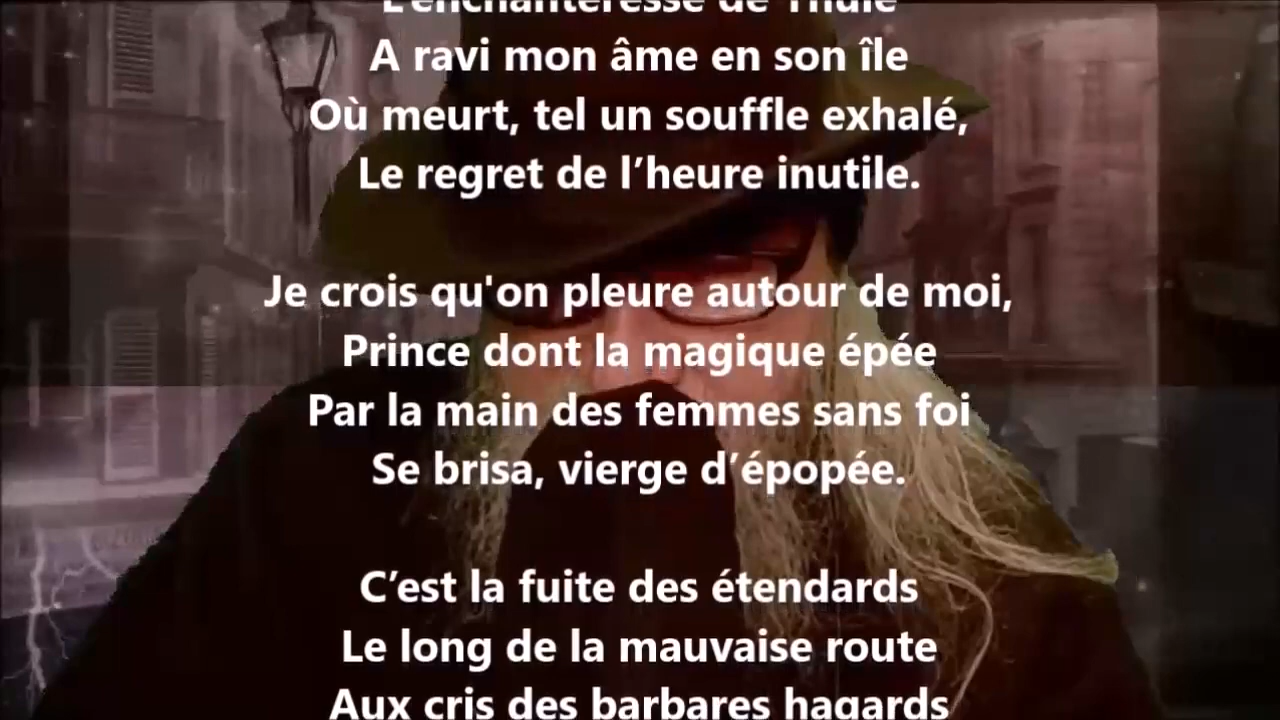 L'enchanteresse de Thulé
A ravi mon âme en son île
Où meurt, tel un souffle exhalé,
Le regret de l’heure inutile.
Je crois qu'on pleure autour de moi,
Prince dont la magique épée
Par la main des femmes sans foi
Se brisa, vierge d’épopée.
C’est la fuite des étendards
Le long de la mauvaise route
Aux cris des barbares hagards